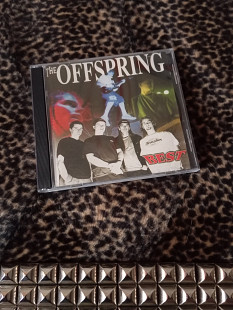 THE OFFSPRING
BEST